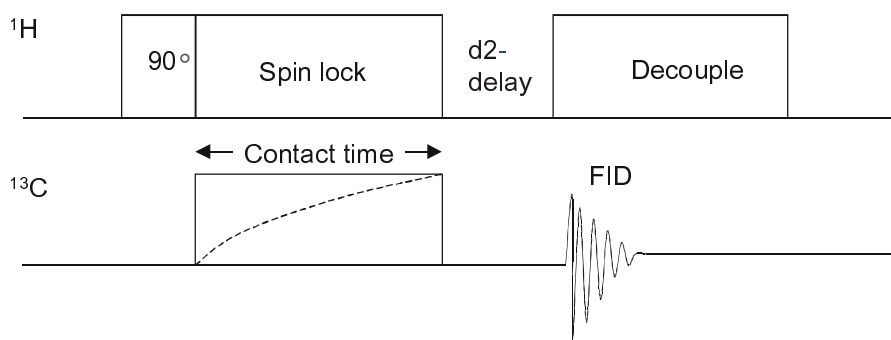 ¹H
90°
Spin lock
d2-
delay
Decouple
Contact time
¹³C
FID